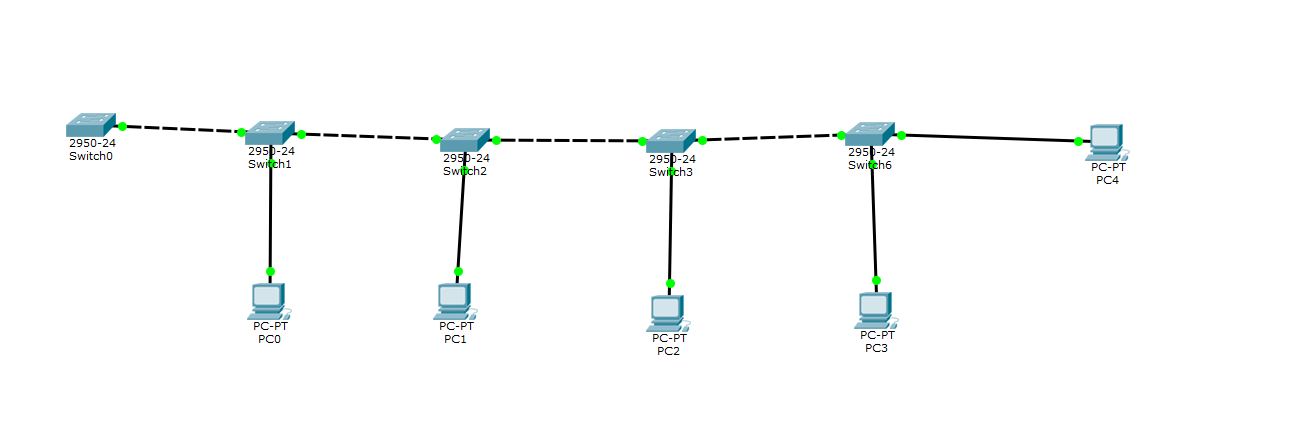 2950-24
Switch0
2950-24
Switch1
2950-24
Switch2
2950-24
Switch3
2950-24
Switch6
PC-PT
PC4
PC-PT
PC0
PC-PT
PC1
PC-PT
PC2
PC-PT
PC3